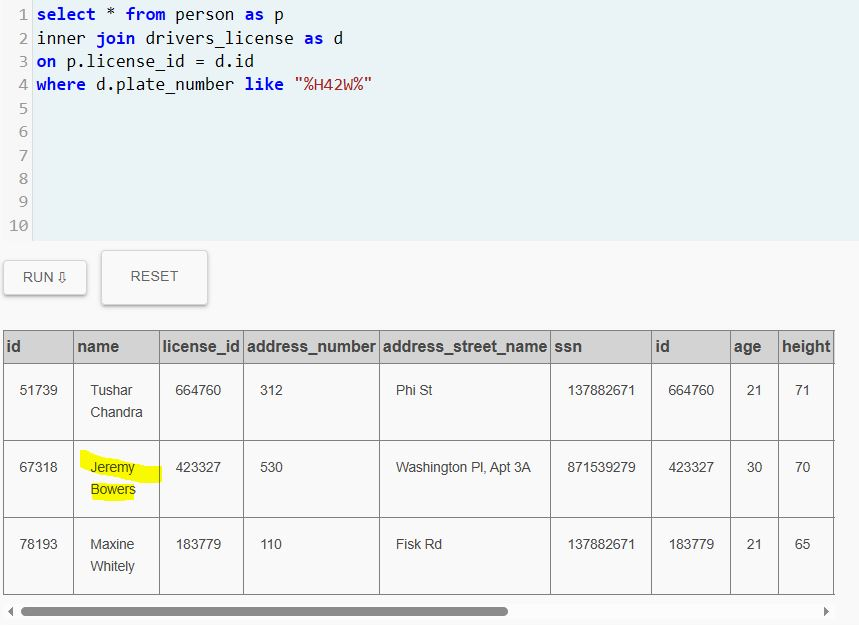 1 select * from person as p
2 inner join drivers_license as d
3 on p.license_id = d.id
4 where d.plate_number like "%H42W%"
5
6
7
8
9
10
RUN ⇩ RESET
id name license_id address_number address_street_name ssn id age height
51739 Tushar Chandra 664760 312 Phi St 137882671 664760 21 71
67318 Jeremy Bowers 423327 530 Washington Pl, Apt 3A 871539279 423327 30 70
78193 Maxine Whitely 183779 110 Fisk Rd 137882671 183779 21 65